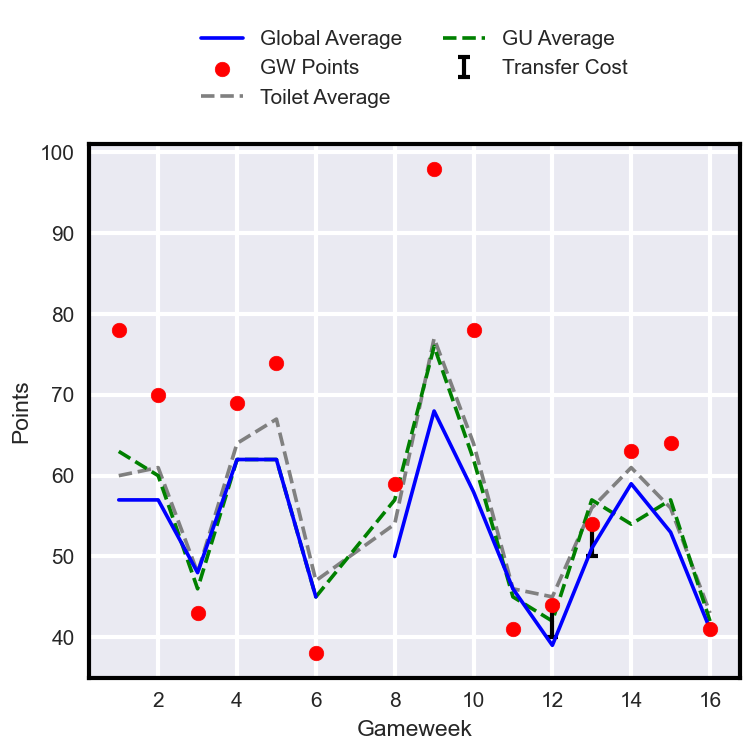 Global Average
GW Points
Toilet Average
GU Average
Transfer Cost
100
90
80
70
60
50
40
Points
2 4 6 8 10 12 14 16
Gameweek